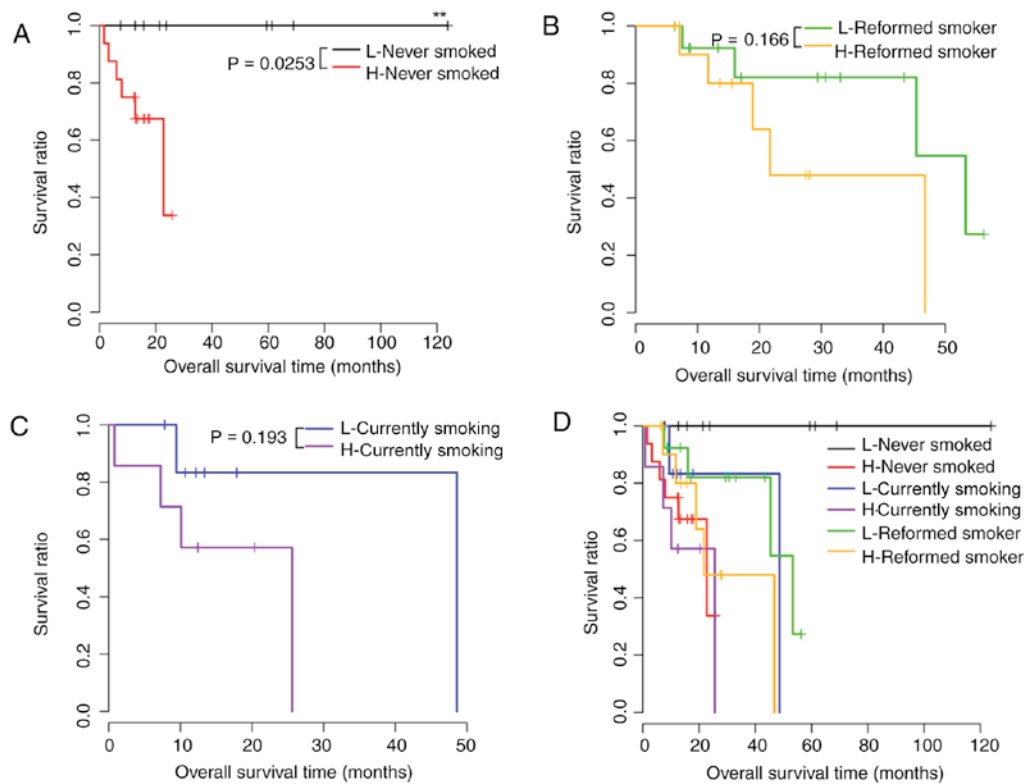 A
**
L-Never smoked
P = 0.0253
H-Never smoked
Survival ratio
0.0 0.2 0.4 0.6 0.8 1.0
0 20 40 60 80 100 120
Overall survival time (months)
B
L-Reformed smoker
P = 0.166
H-Reformed smoker
Survival ratio
0.0 0.2 0.4 0.6 0.8 1.0
0 10 20 30 40 50
Overall survival time (months)
C
L-Currently smoking
P = 0.193
H-Currently smoking
Survival ratio
0.0 0.2 0.4 0.6 0.8 1.0
0 10 20 30 40 50
Overall survival time (months)
D
L-Never smoked
H-Never smoked
L-Currently smoking
H-Currently smoking
L-Reformed smoker
H-Reformed smoker
Survival ratio
0.0 0.2 0.4 0.6 0.8 1.0
0 20 40 60 80 100 120
Overall survival time (months)